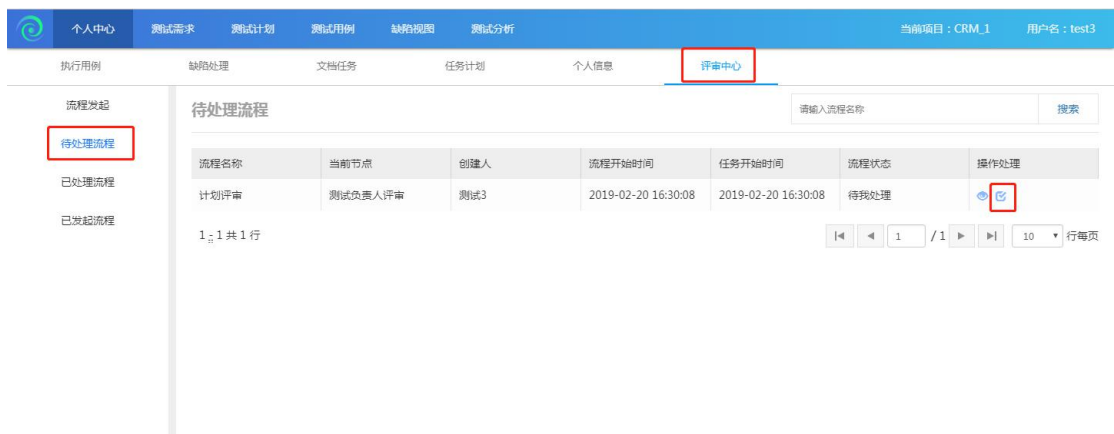 个人中心 测试需求 测试计划 测试用例 缺陷视图 测试分析 当前项目：CRM_1 用户名：test3
执行用例 缺陷处理 文档任务 任务计划 个人信息 评审中心
流程发起
待处理流程
已处理流程
已发起流程
待处理流程 请输入流程名称 搜索
流程名称 当前节点 创建人 流程开始时间 任务开始时间 流程状态 操作处理
计划评审 测试负责人评审 测试3 2019-02-20 16:30:08 2019-02-20 16:30:08 待我处理
1 - 1 共 1 行 1 / 1 10 行每页